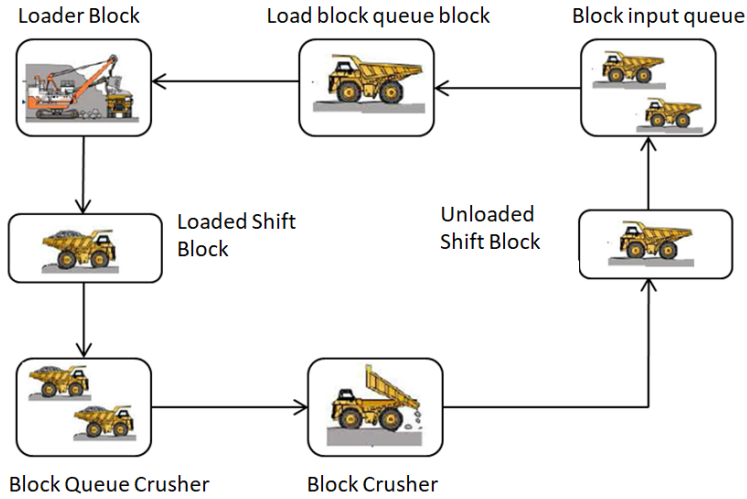 Loader Block
Load block queue block
Block input queue
Loaded Shift
Block
Unloaded
Shift Block
Block Queue Crusher
Block Crusher